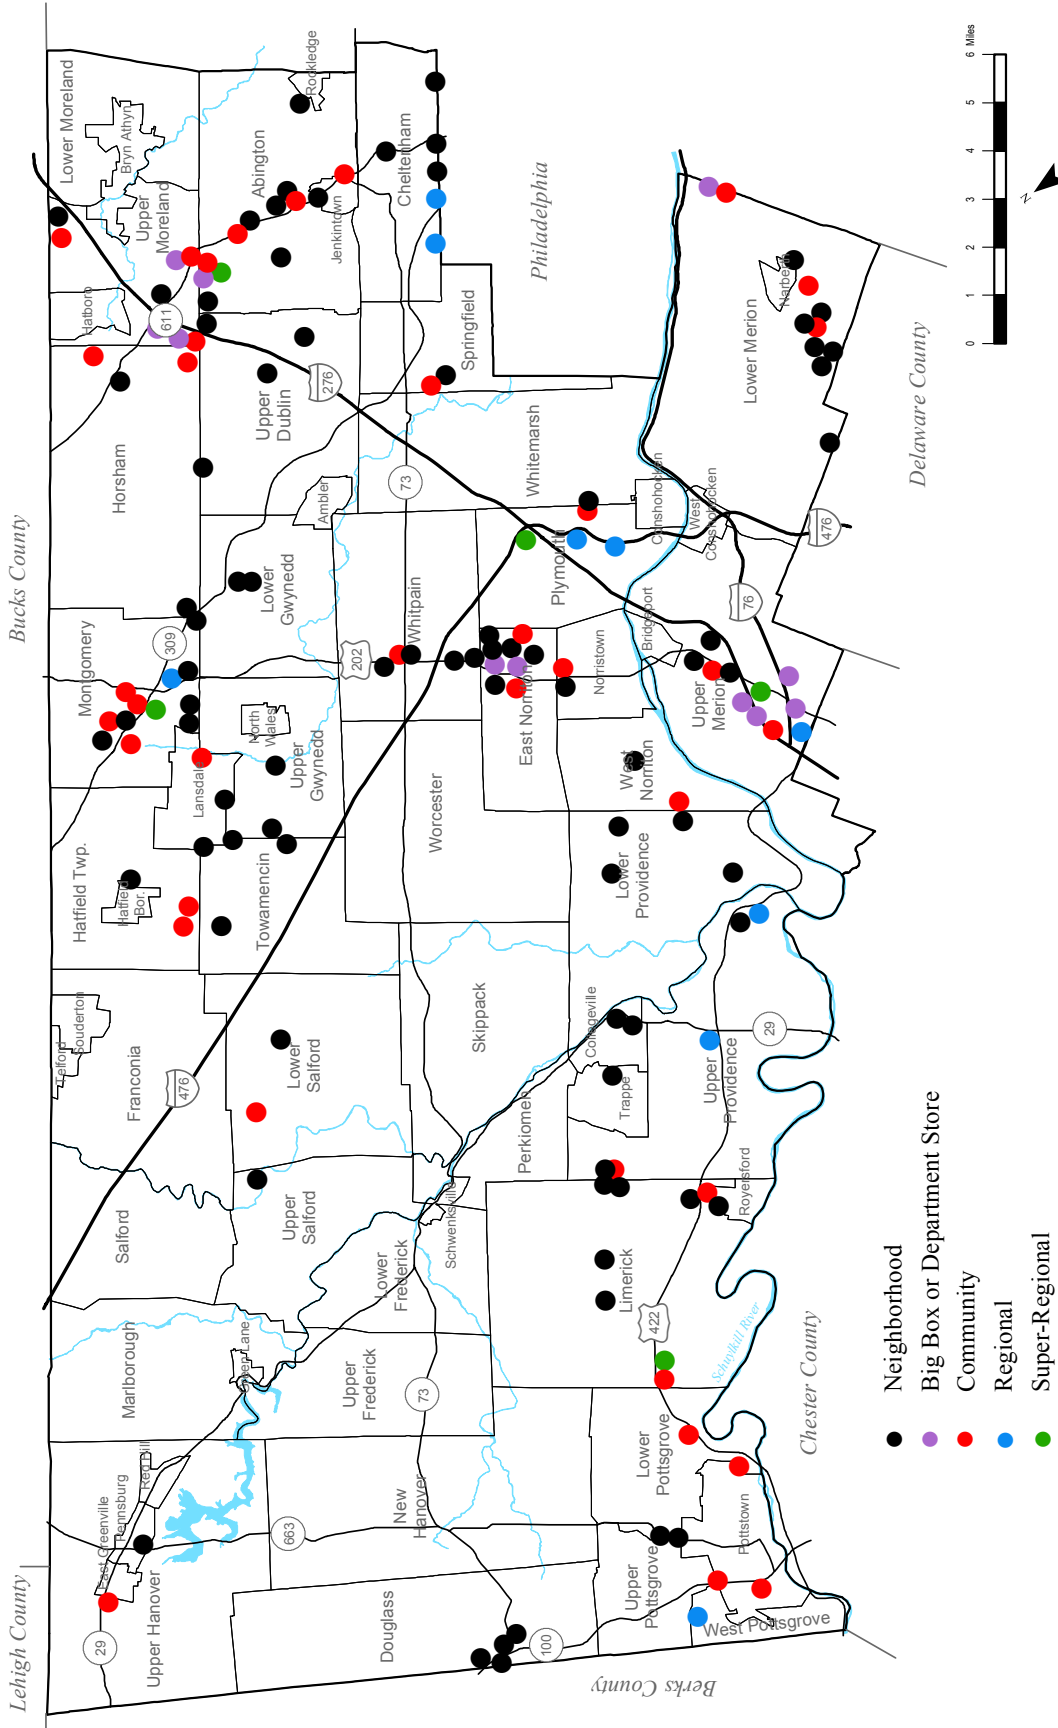 Lehigh County
Bucks County
Berks County
Chester County
Delaware County
Philadelphia
Upper Hanover
East Greenville
Pennsburg
Red Hill
Marlborough
Green Lane
Salford
Franconia
Telford
Souderton
Hatfield Twp.
Hatfield
Bor.
Lansdale
Montgomery
Horsham
Hatboro
Upper
Moreland
Bryn Athyn
Lower Moreland
Douglass
New
Hanover
Upper
Frederick
Lower
Frederick
Upper
Salford
Schwenksville
Lower
Salford
Towamencin
Upper
Gwynedd
North
Wales
Lower
Gwynedd
Ambler
Upper
Dublin
Abington
Jenkintown
Rockledge
Cheltenham
Springfield
Whitemarsh
Whitpain
Worcester
Skippack
Perkiomen
Collegeville
Trappe
Limerick
Royersford
Upper
Providence
Lower
Providence
West
Norriton
East Norriton
Norristown
Plymouth
Conshohocken
West
Conshohocken
Bridgeport
Upper
Merion
Lower Merion
Narberth
Upper
Pottsgrove
Lower
Pottsgrove
Pottstown
West Pottsgrove
Schuylkill River
29
663
100
73
422
476
29
309
202
73
276
611
76
476
0 1 2 3 4 5 6 Miles
N
Neighborhood
Big Box or Department Store
Community
Regional
Super-Regional